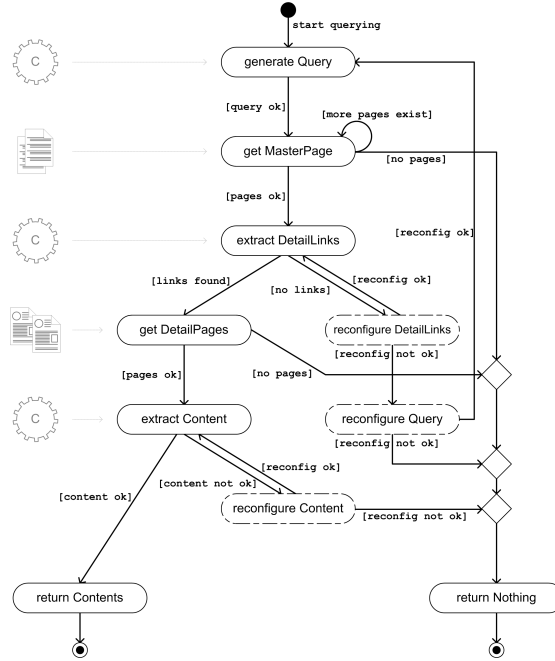 start querying
C
generate Query
[query ok]
[more pages exist]
get MasterPage
[no pages]
[pages ok]
C
extract DetailLinks
[reconfig ok]
[links found]
[no links]
[reconfig ok]
get DetailPages
reconfigure DetailLinks
[reconfig not ok]
[pages ok]
[no pages]
C
extract Content
reconfigure Query
[reconfig not ok]
[reconfig ok]
[content ok]
[content not ok]
reconfigure Content
[reconfig not ok]
return Contents
return Nothing